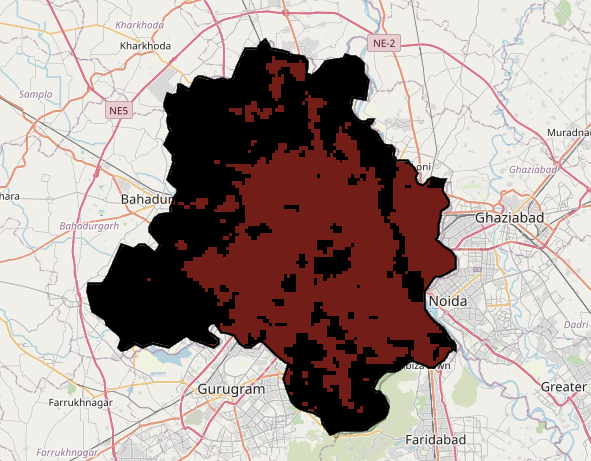 Kharkhoda
Kharkhoda
NE-2
Sampla
NE5
Muradna
oni
Ghaziabad
hara
Bahadur
Ghaziabad
Bahadurgarh
Noida
Dadri
Gurugram
Greater
Farrukhnagar
Faridabad
Farrukhnagar